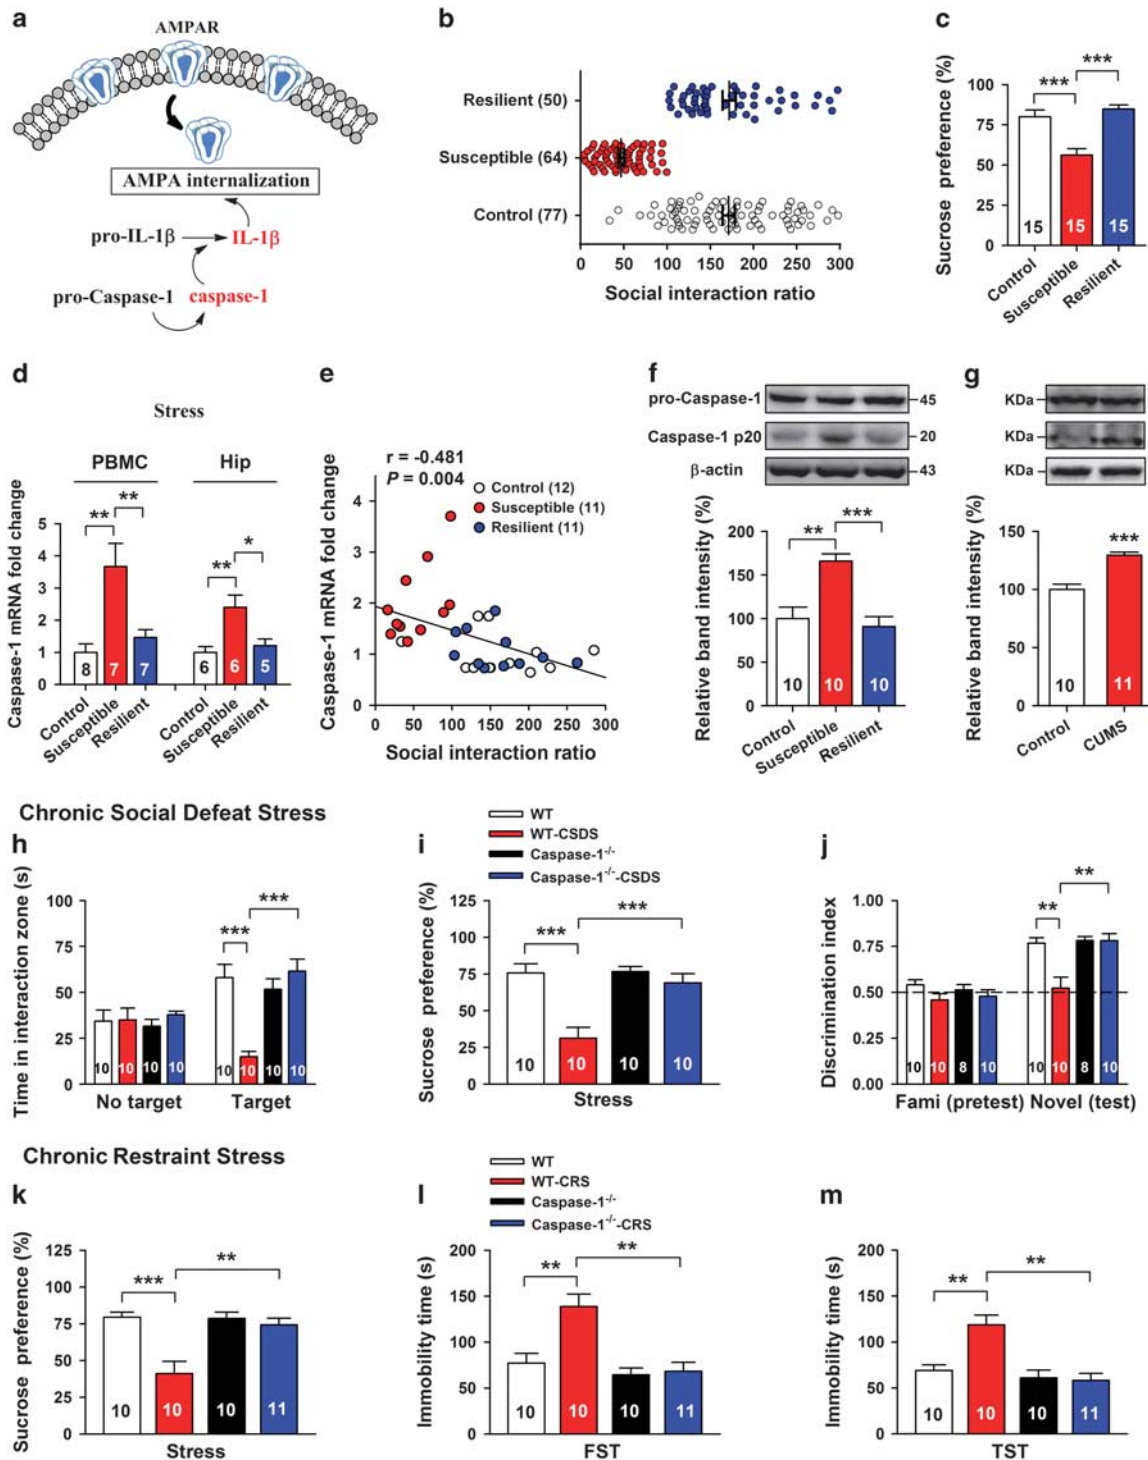 a
AMPAR
AMPA internalization
pro-IL-1β
IL-1β
pro-Caspase-1
caspase-1
b
Resilient (50)
Susceptible (64)
Control (77)
0 50 100 150 200 250 300
Social interaction ratio
c
Sucrose preference (%)
100
75
50
25
0
***
***
15 15 15
Control
Susceptible
Resilient
d
Stress
PBMC Hip
Caspase-1 mRNA fold change
5
4
3
2
1
0
** **
** *
8 7 7 6 6 5
Control
Susceptible
Resilient
Control
Susceptible
Resilient
e
r = -0.481
P = 0.004
Control (12)
Susceptible (11)
Resilient (11)
Caspase-1 mRNA fold change
4
3
2
1
0
0 50 100 150 200 250 300
Social interaction ratio
f
pro-Caspase-1 45
Caspase-1 p20 20
β-actin 43
Relative band intensity (%)
200
150
100
50
0
** ***
10 10 10
Control
Susceptible
Resilient
g
KDa
KDa
KDa
Relative band intensity (%)
150
100
50
0
***
10 11
Control
CUMS
Chronic Social Defeat Stress
h
Time in interaction zone (s)
100
75
50
25
0
***
***
10 10 10 10 10 10 10 10
No target Target
WT
WT-CSDS
Caspase-1-/-
Caspase-1-/--CSDS
i
Sucrose preference (%)
125
100
75
50
25
0
*** ***
10 10 10 10
Stress
j
Discrimination index
1.00
0.75
0.50
0.25
0.00
**
**
10 10 8 10 10 10 8 10
Fami (pretest) Novel (test)
Chronic Restraint Stress
k
Sucrose preference (%)
125
100
75
50
25
0
*** **
10 10 10 11
Stress
WT
WT-CRS
Caspase-1-/-
Caspase-1-/--CRS
l
Immobility time (s)
200
150
100
50
0
** **
10 10 10 11
FST
m
Immobility time (s)
200
150
100
50
0
** **
10 10 10 11
TST